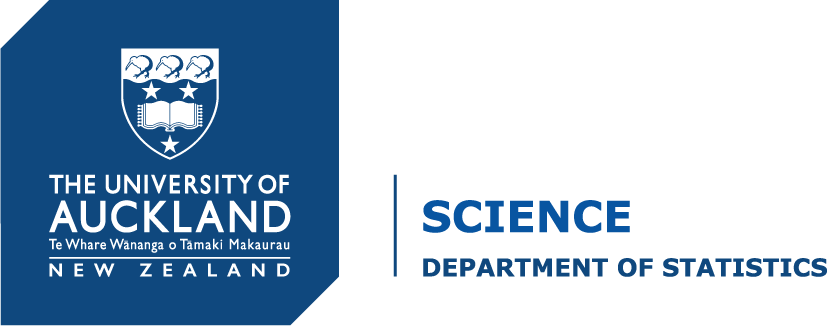 THE UNIVERSITY OF
AUCKLAND
Te Whare Wānanga o Tāmaki Makaurau
NEW ZEALAND
SCIENCE
DEPARTMENT OF STATISTICS